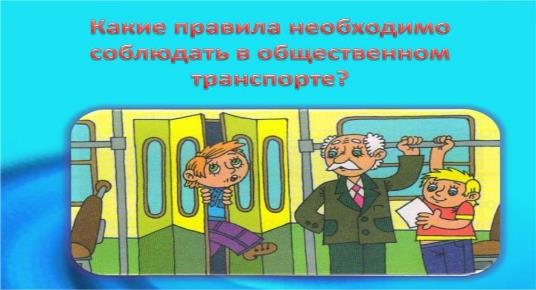 Какие правила необходимо
соблюдать в общественном
транспорте?